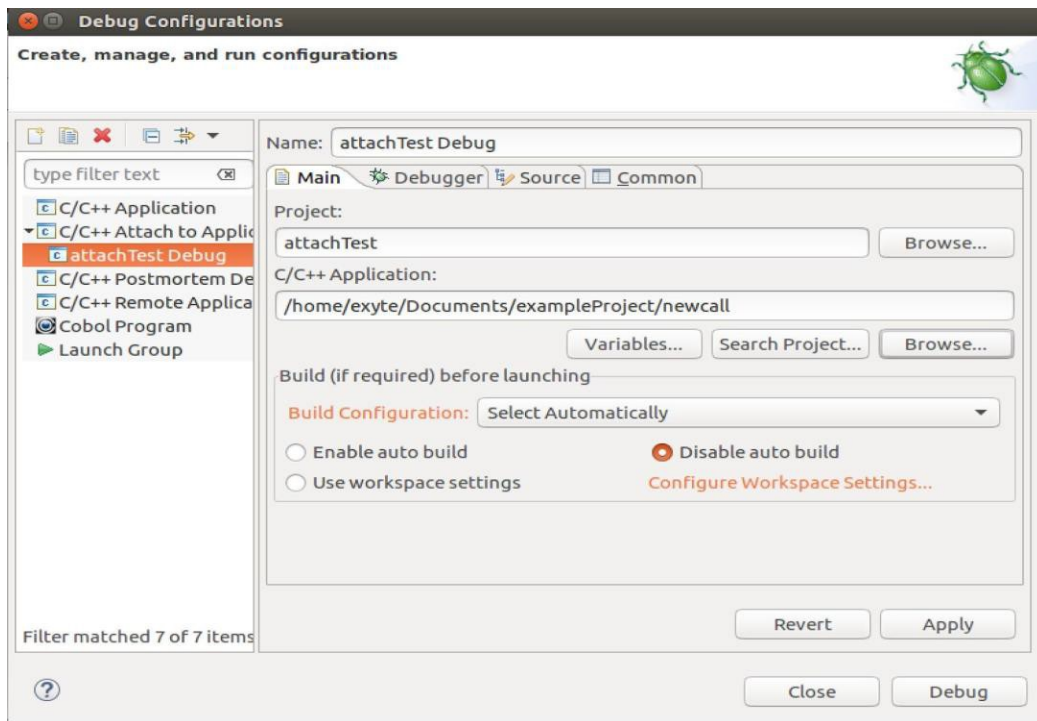 Debug Configurations
Create, manage, and run configurations
type filter text
C/C++ Application
C/C++ Attach to Applic
attachTest Debug
C/C++ Postmortem De
C/C++ Remote Applica
Cobol Program
Launch Group
Filter matched 7 of 7 items
Name: attachTest Debug
Main Debugger Source Common
Project:
attachTest Browse...
C/C++ Application:
/home/exyte/Documents/exampleProject/newcall
Variables... Search Project... Browse...
Build (if required) before launching
Build Configuration: Select Automatically
Enable auto build Disable auto build
Use workspace settings Configure Workspace Settings...
Revert Apply
? Close Debug